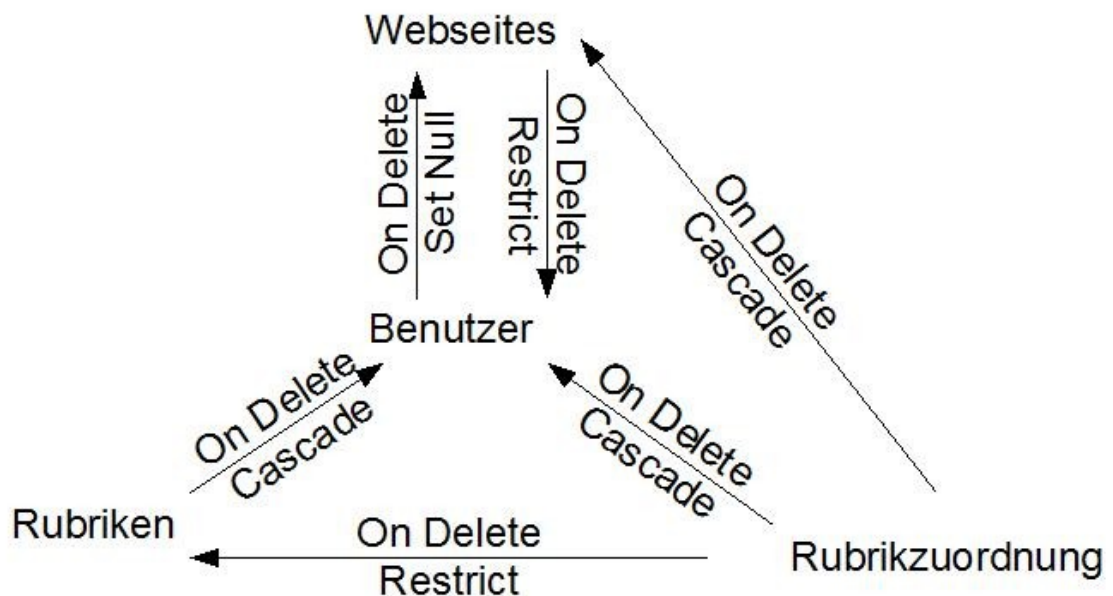 Webseites
On Delete
Set Null
On Delete
Restrict
On Delete
Cascade
Benutzer
On Delete
Cascade
On Delete
Cascade
Rubriken
On Delete
Restrict
Rubrikzuordnung